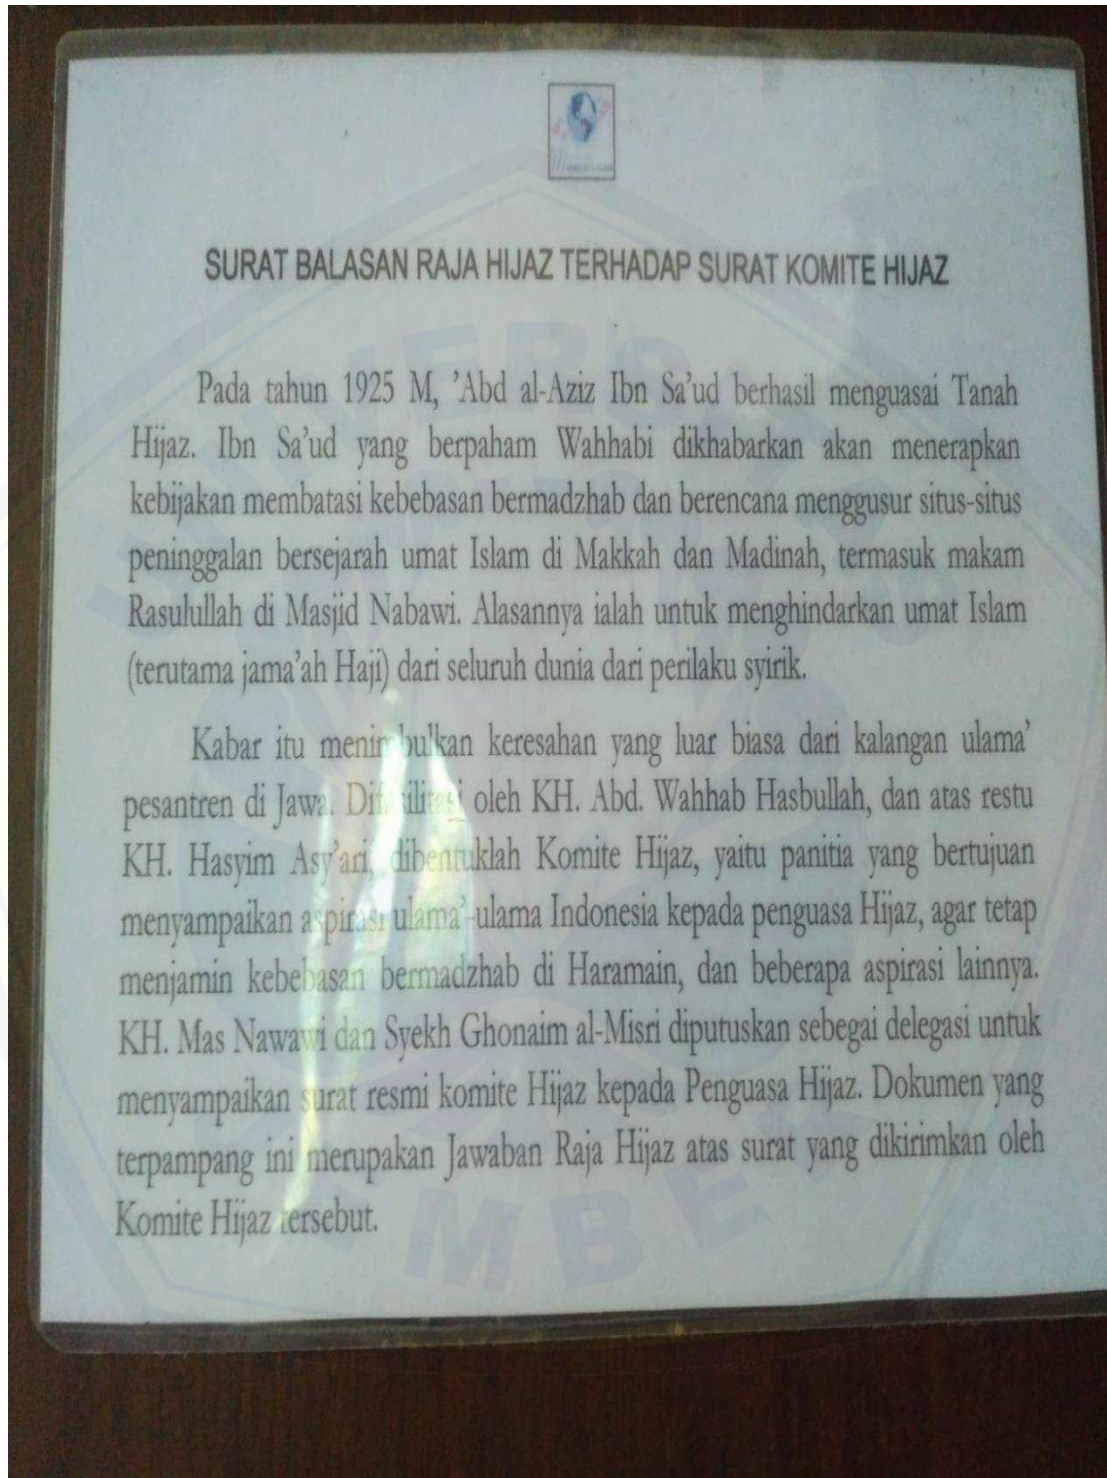 SURAT BALASAN RAJA HIJAZ TERHADAP SURAT KOMITE HIJAZ
Pada tahun 1925 M, 'Abd al-Aziz Ibn Sa'ud berhasil menguasai Tanah
Hijaz. Ibn Sa'ud yang berpaham Wahhabi dikhabarkan akan menerapkan
kebijakan membatasi kebebasan bermadzhab dan berencana menggusur situs-situs
peninggalan bersejarah umat Islam di Makkah dan Madinah, termasuk makam
Rasulullah di Masjid Nabawi. Alasannya ialah untuk menghindarkan umat Islam
(terutama jama'ah Haji) dari seluruh dunia dari perilaku syirik.
Kabar itu menimbulkan keresahan yang luar biasa dari kalangan ulama'
pesantren di Jawa. Difasilitasi oleh KH. Abd. Wahhab Hasbullah, dan atas restu
KH. Hasyim Asy'ari, dibentuklah Komite Hijaz, yaitu panitia yang bertujuan
menyampaikan aspirasi ulama'-ulama Indonesia kepada penguasa Hijaz, agar tetap
menjamin kebebasan bermadzhab di Haramain, dan beberapa aspirasi lainnya.
KH. Mas Nawawi dan Syekh Ghonaim al-Misri diputuskan sebegai delegasi untuk
menyampaikan surat resmi komite Hijaz kepada Penguasa Hijaz. Dokumen yang
terpampang ini merupakan Jawaban Raja Hijaz atas surat yang dikirimkan oleh
Komite Hijaz tersebut.